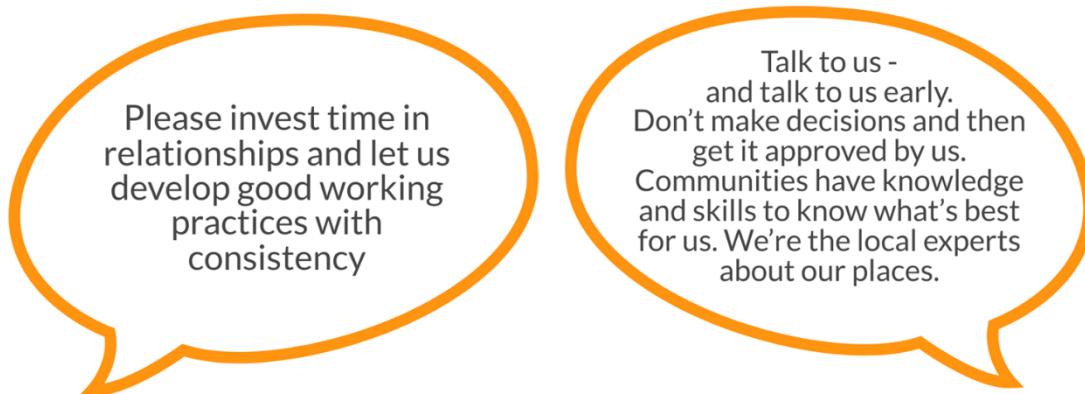 Please invest time in
relationships and let us
develop good working
practices with
consistency
Talk to us -
and talk to us early.
Don't make decisions and then
get it approved by us.
Communities have knowledge
and skills to know what's best
for us. We're the local experts
about our places.